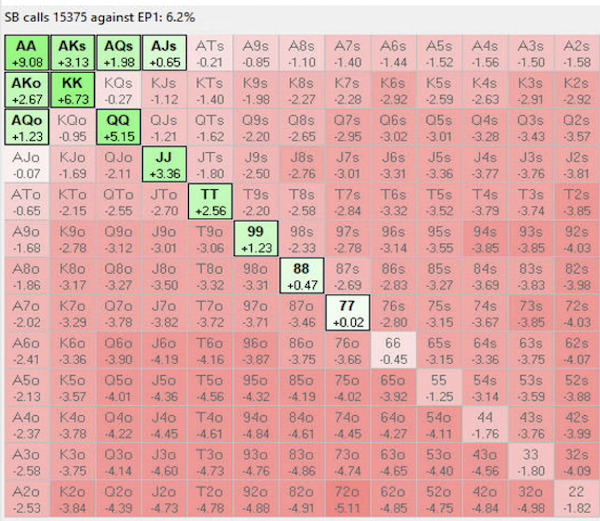 SB calls 15375 against EP1: 6.2%
AA AKs AQs AJs ATs A9s A8s A7s A6s A5s A4s A3s A2s
+9.08 +3.13 +1.98 +0.65 -0.21 -0.85 -1.10 -1.40 -1.44 -1.52 -1.56 -1.50 -1.58
AKo KK KQs KJs KTs K9s K8s K7s K6s K5s K4s K3s K2s
+2.67 +6.73 -0.27 -1.12 -1.40 -1.98 -2.27 -2.28 -2.92 -2.59 -2.63 -2.91 -2.92
AQo KQo QQ QJs QTs Q9s Q8s Q7s Q6s Q5s Q4s Q3s Q2s
+1.23 -0.95 +5.15 -1.21 -1.62 -2.20 -2.65 -2.95 -3.02 -3.01 -3.28 -3.43 -3.57
AJo KJo QJo JJ JTs J9s J8s J7s J6s J5s J4s J3s J2s
-0.07 -1.69 -2.11 +3.36 -1.80 -2.50 -2.76 -3.01 -3.31 -3.36 -3.77 -3.76 -3.81
ATo KTo QTo JTo TT T9s T8s T7s T6s T5s T4s T3s T2s
-0.65 -2.15 -2.55 -2.70 +2.56 -2.20 -2.58 -2.84 -3.32 -3.52 -3.79 -3.74 -3.85
A9o K9o Q9o J9o T9o 99 98s 97s 96s 95s 94s 93s 92s
-1.68 -2.78 -3.12 -3.01 -3.06 +1.23 -2.33 -2.78 -3.14 -3.55 -3.85 -3.85 -4.03
A8o K8o Q8o J8o T8o 98o 88 87s 86s 85s 84s 83s 82s
-1.86 -3.17 -3.27 -3.50 -3.32 -3.31 +0.47 -2.69 -2.83 -3.27 -3.69 -3.83 -3.98
A7o K7o Q7o J7o T7o 97o 87o 77 76s 75s 74s 73s 72s
-2.02 -3.29 -3.78 -3.82 -3.72 -3.71 -3.46 +0.02 -2.80 -3.15 -3.67 -3.85 -4.03
A6o K6o Q6o J6o T6o 96o 86o 76o 66 65s 64s 63s 62s
-2.41 -3.36 -3.90 -4.19 -4.16 -3.87 -3.75 -3.66 -0.45 -3.15 -3.36 -3.75 -4.07
A5o K5o Q5o J5o T5o 95o 85o 75o 65o 55 54s 53s 52s
-2.13 -3.57 -4.01 -4.36 -4.56 -4.32 -4.19 -4.02 -3.92 -1.25 -3.14 -3.59 -3.88
A4o K4o Q4o J4o T4o 94o 84o 74o 64o 54o 44 43s 42s
-2.37 -3.78 -4.22 -4.45 -4.61 -4.84 -4.61 -4.45 -4.27 -4.11 -1.76 -3.76 -3.99
A3o K3o Q3o J3o T3o 93o 83o 73o 63o 53o 43o 33 32s
-2.58 -3.75 -4.14 -4.60 -4.73 -4.76 -4.86 -4.74 -4.65 -4.40 -4.56 -1.80 -4.09
A2o K2o Q2o J2o T2o 92o 82o 72o 62o 52o 42o 32o 22
-2.53 -3.84 -4.39 -4.73 -4.78 -4.88 -4.91 -5.11 -4.85 -4.75 -4.84 -4.98 -1.82